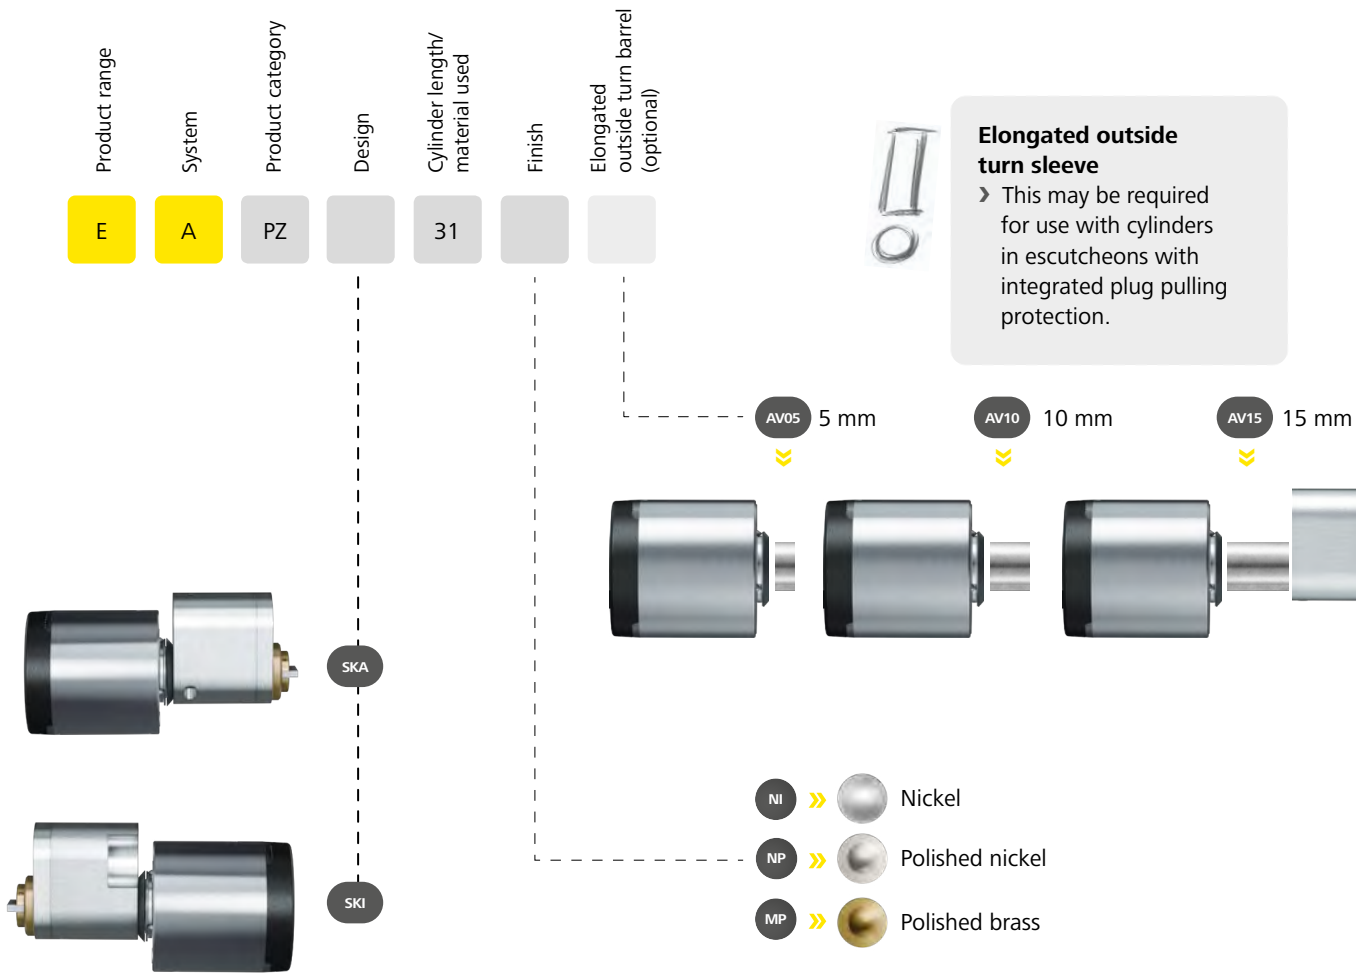 Product range
System
Product category
Design
Cylinder length/
material used
Finish
Elongated
outside turn barrel
(optional)
E
A
PZ
31
Elongated outside
turn sleeve
› This may be required
for use with cylinders
in escutcheons with
integrated plug pulling
protection.
AV05 5 mm
AV10 10 mm
AV15 15 mm
SKA
SKI
NI » Nickel
NP » Polished nickel
MP » Polished brass